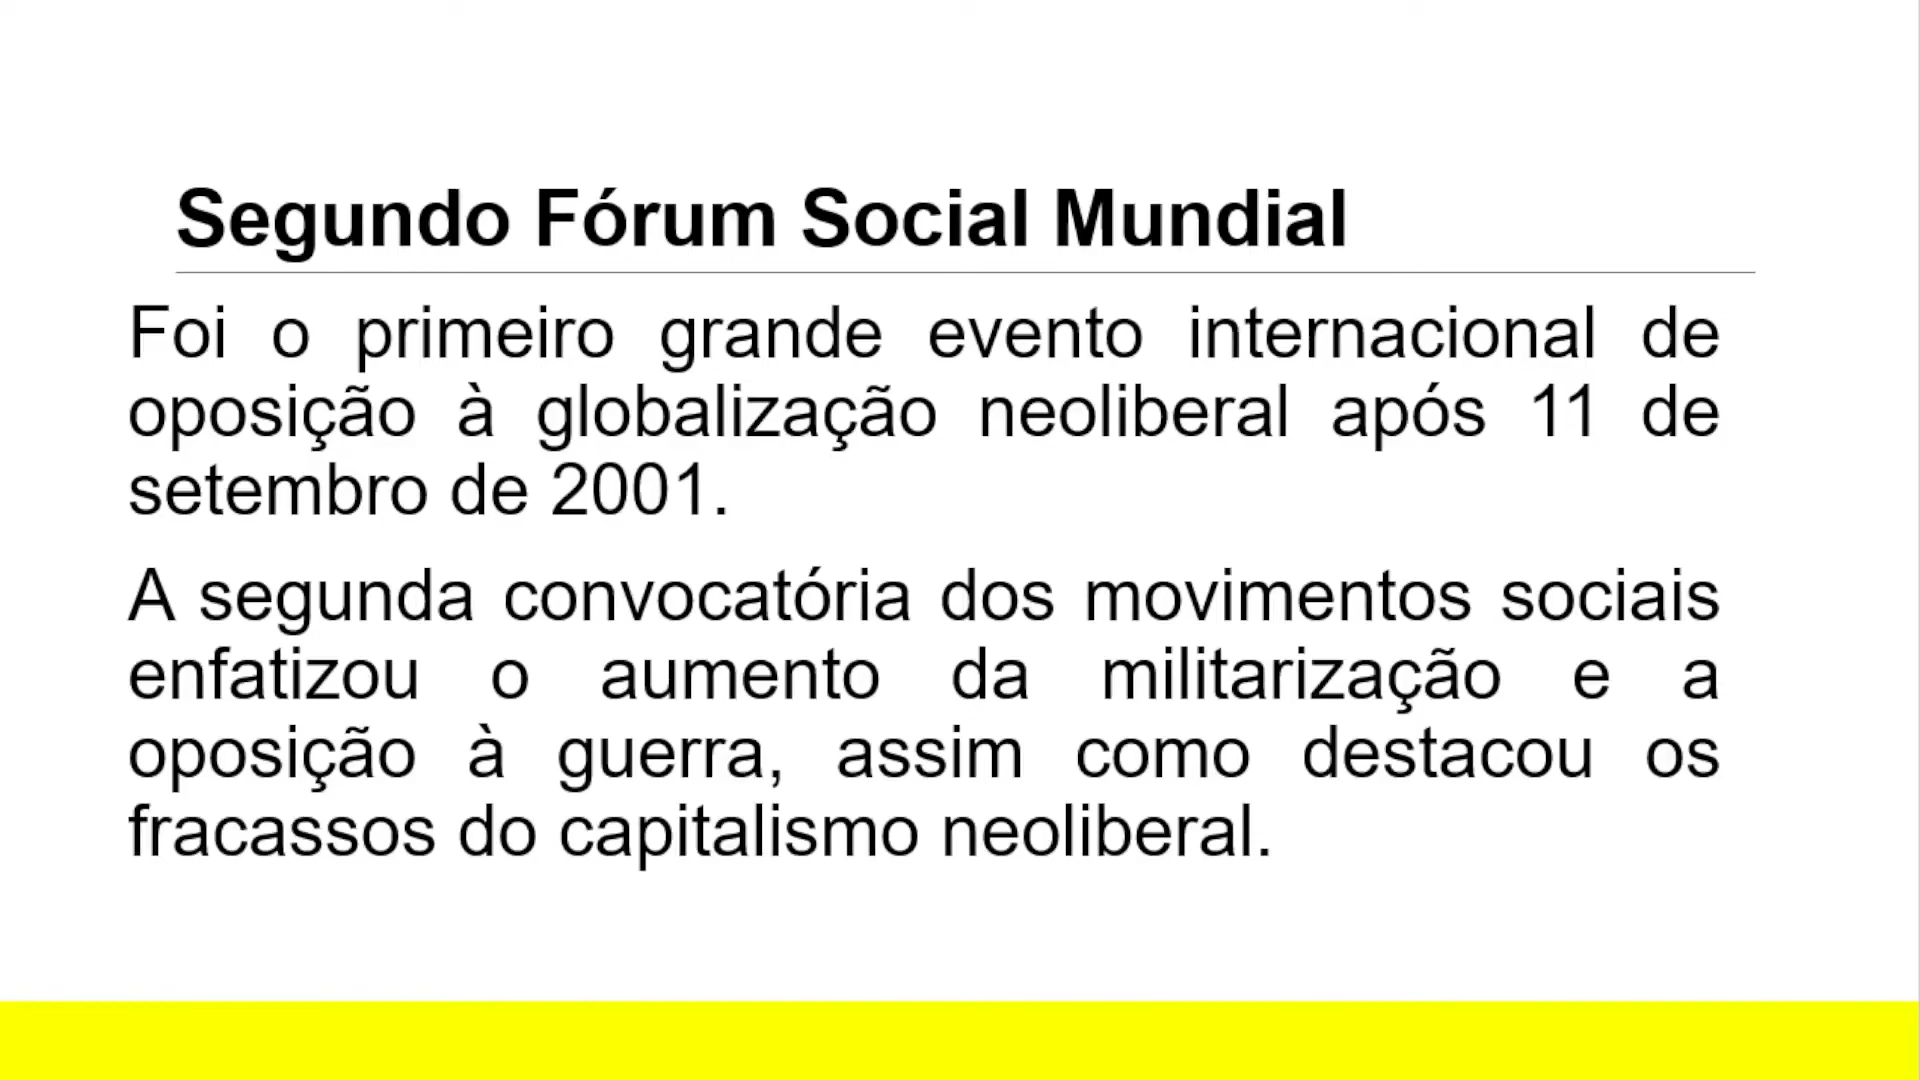 Segundo Fórum Social Mundial
Foi o primeiro grande evento internacional de
oposição à globalização neoliberal após 11 de
setembro de 2001.
A segunda convocatória dos movimentos sociais
enfatizou o aumento da militarização e a
oposição à guerra, assim como destacou os
fracassos do capitalismo neoliberal.